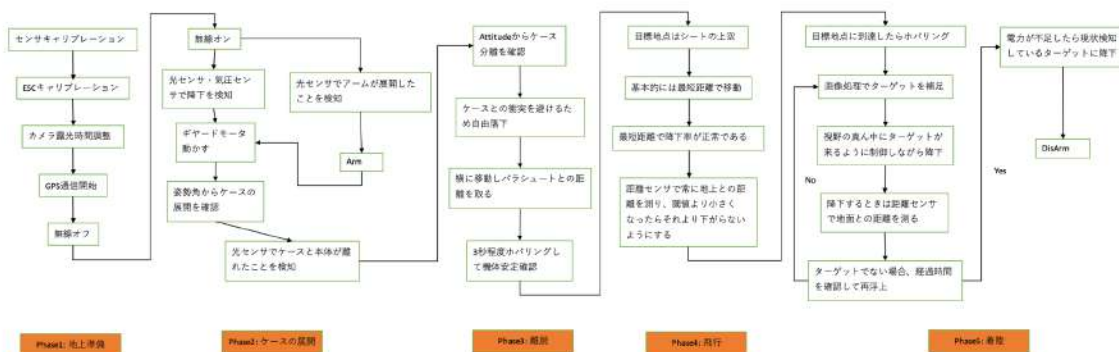 センサキャリブレーション
ESCキャリブレーション
カメラ露光時間調整
GPS通信開始
無線オフ
Phase1: 地上準備
無線オン
光センサ・気圧セン
サで降下を検知
光センサでアームが展開した
ことを検知
ギヤードモータ
動かす
Arm
姿勢角からケースの
展開を確認
光センサでケースと本体が離
れたことを検知
Phase2: ケースの展開
Attitudeからケース
分離を確認
ケースとの衝突を避けるため
自由落下
横に移動しパラシュートとの距
離を取る
3秒程度ホバリングし
て機体安定確認
Phase3: 離脱
目標地点はシートの上空
基本的には最短距離で移動
最短距離で降下率が正常である
距離センサで常に地上との距
離を測り、閾値より小さく
なったらそれより下がらない
ようにする
Phase4: 飛行
目標地点に到達したらホバリング
画像処理でターゲットを補足
視野の真ん中にターゲットが
来るように制御しながら降下
No
降下するときは距離センサ
で地面との距離を測る
ターゲットでない場合、経過時間
を確認して再浮上
Yes
電力が不足したら現状検知
しているターゲットに降下
DisArm
Phase5: 着陸